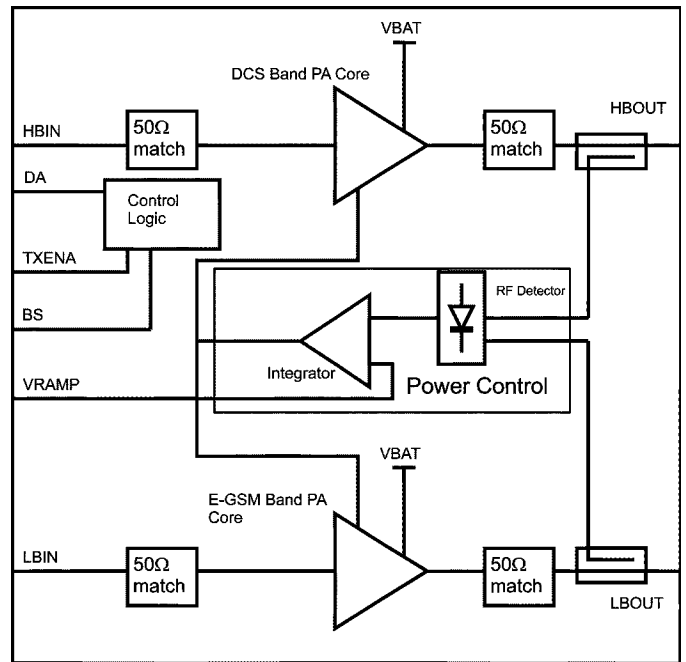 VBAT
DCS Band PA Core
HBIN
50Ω
match
50Ω
match
HBOUT
DA
Control
Logic
TXENA
BS
RF Detector
Integrator
Power Control
VRAMP
VBAT
E-GSM Band PA
Core
LBIN
50Ω
match
50Ω
match
LBOUT